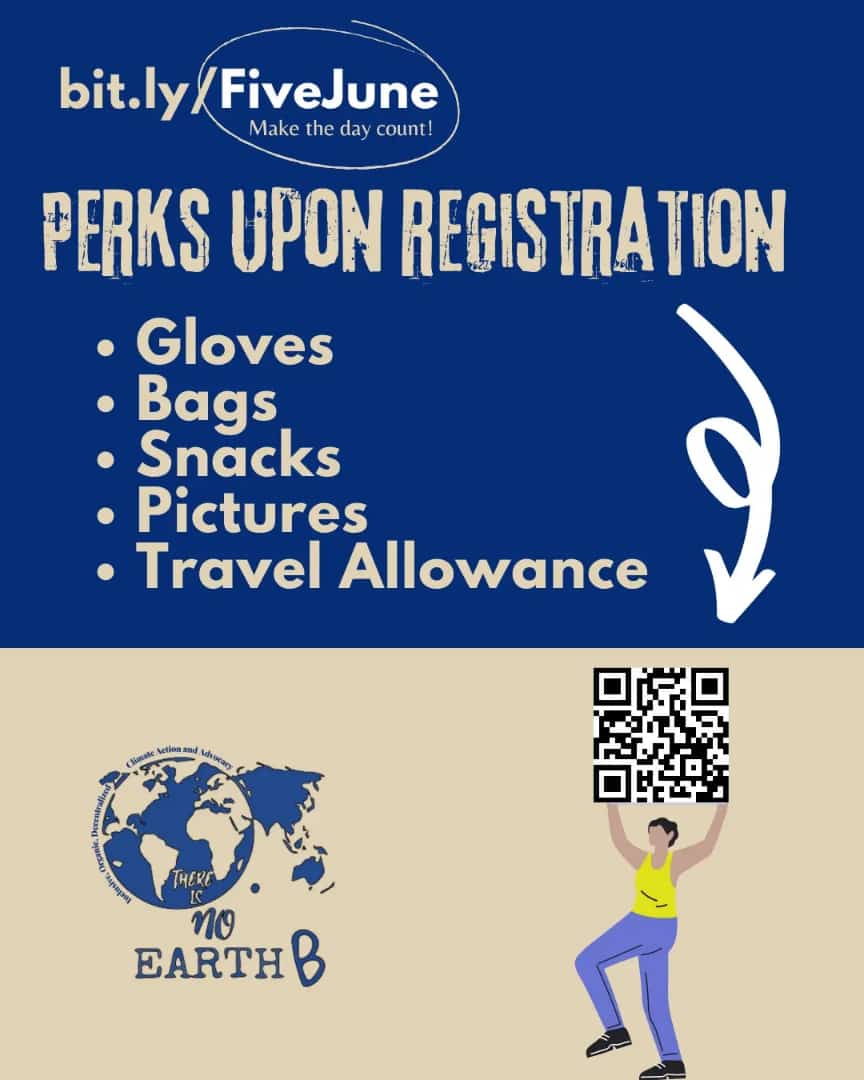 bit.ly/FiveJune
Make the day count!
PERKS UPON REGISTRATION
• Gloves
• Bags
• Snacks
• Pictures
• Travel Allowance
Inclusive, Organic, Decentralized
Climate Action and Advocacy
THERE
IS
NO
EARTH B